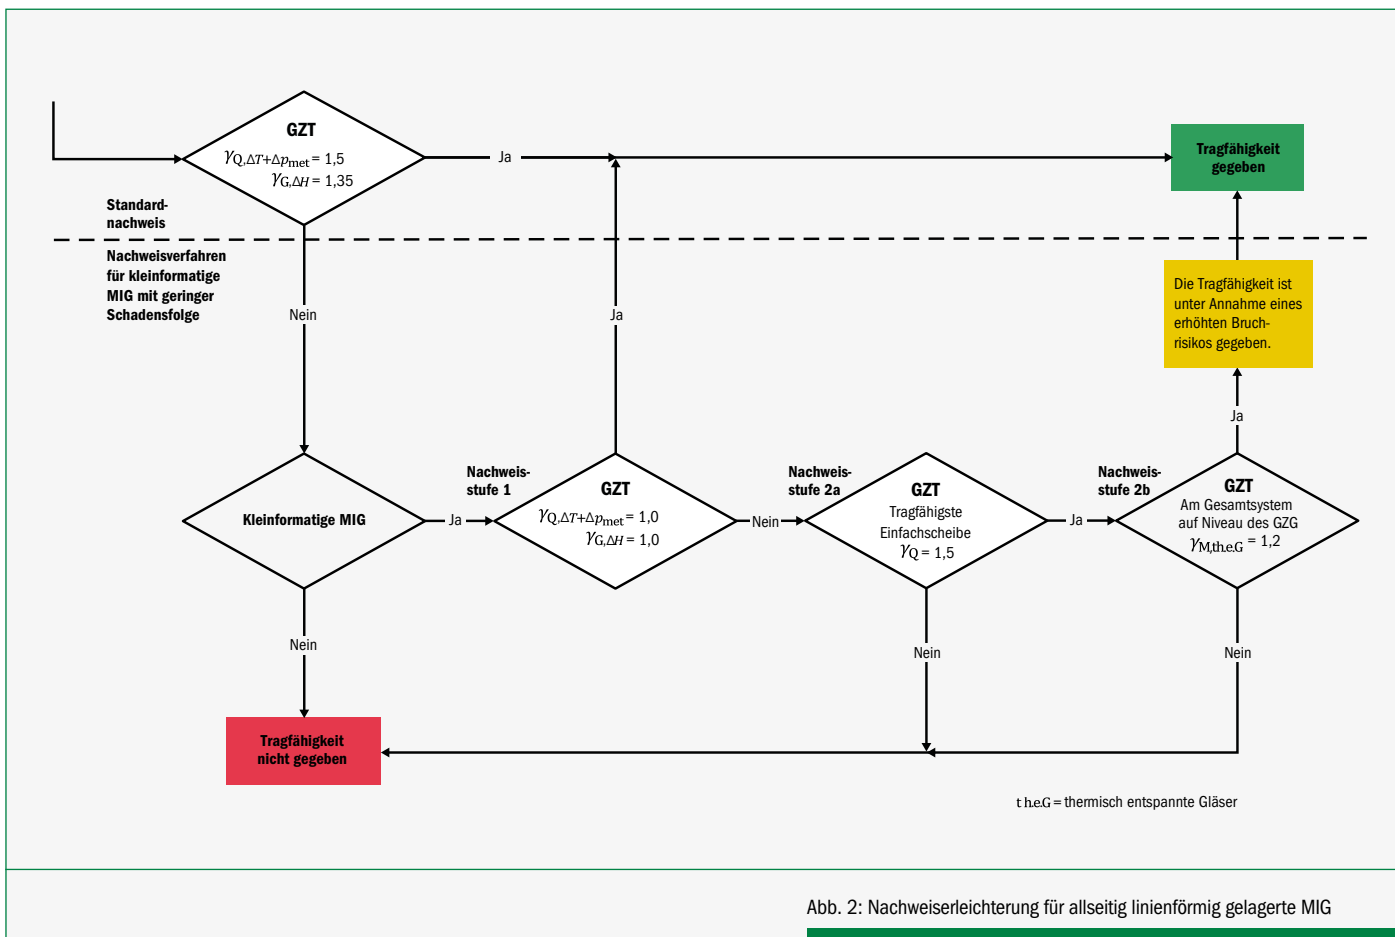 GZT
γQ,ΔT+Δpmet = 1,5
γG,ΔH = 1,35
Ja
Tragfähigkeit
gegeben
Standard-
nachweis
Nachweisverfahren
für kleinformatige
MIG mit geringer
Schadensfolge
Nein
Ja
Die Tragfähigkeit ist
unter Annahme eines
erhöhten Bruch-
risikos gegeben.
Ja
Kleinformatige MIG
Ja
Nachweis-
stufe 1
GZT
γQ,ΔT+Δpmet = 1,0
γG,ΔH = 1,0
Nein
Nachweis-
stufe 2a
GZT
Tragfähigste
Einfachscheibe
γQ = 1,5
Ja
Nachweis-
stufe 2b
GZT
Am Gesamtsystem
auf Niveau des GZG
γM,th.e.G = 1,2
Nein
Nein
Nein
Tragfähigkeit
nicht gegeben
th.e.G = thermisch entspannte Gläser
Abb. 2: Nachweiserleichterung für allseitig linienförmig gelagerte MIG